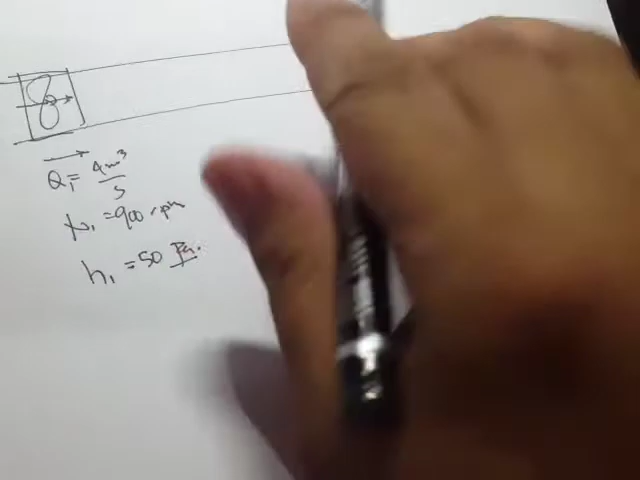 Q₁ = 4m³/s
N₁ = 900 rpm
h₁ = 50 Pa.